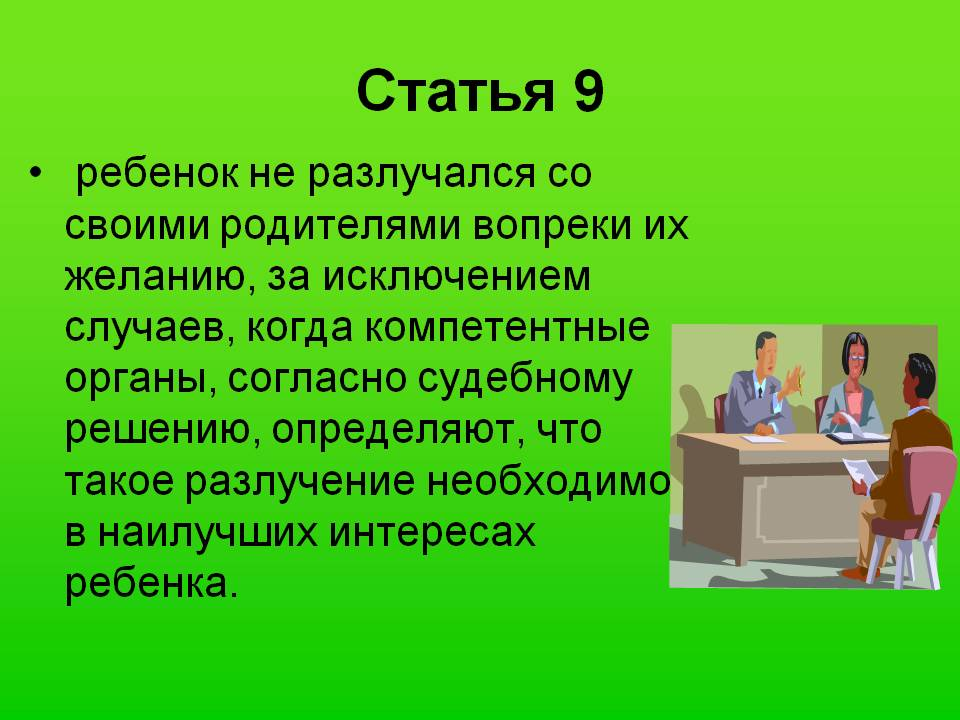 Статья 9
• ребенок не разлучался со
своими родителями вопреки их
желанию, за исключением
случаев, когда компетентные
органы, согласно судебному
решению, определяют, что
такое разлучение необходимо
в наилучших интересах
ребенка.